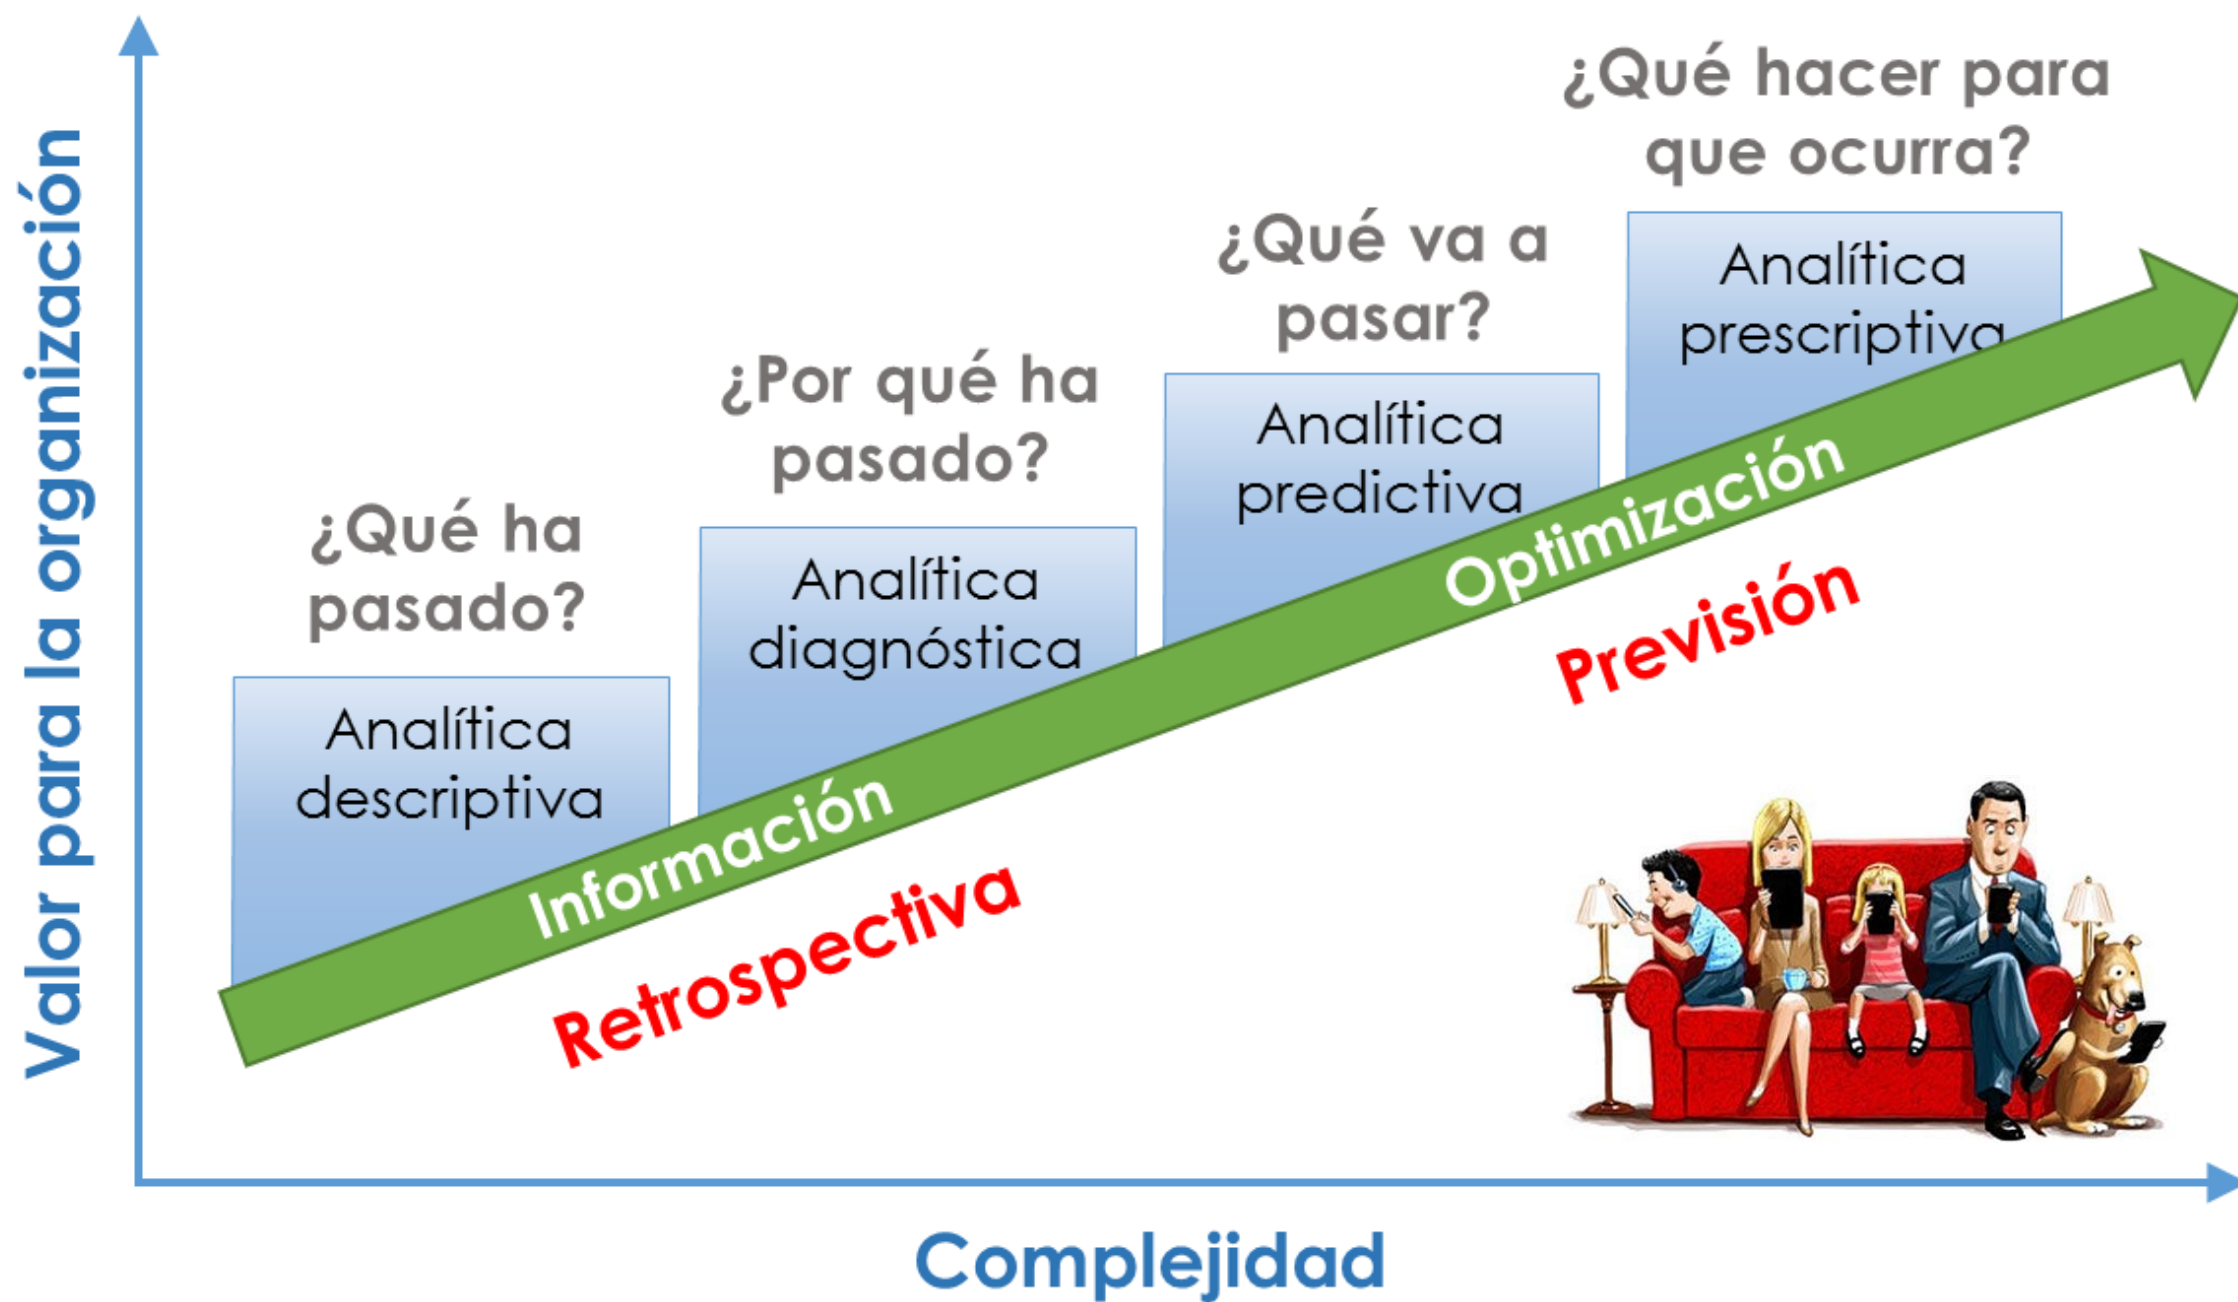 ¿Qué hacer para
que ocurra?
¿Qué va a
pasar?
¿Por qué ha
pasado?
¿Qué ha
pasado?
Analítica
descriptiva
Analítica
diagnóstica
Analítica
predictiva
Analítica
prescriptiva
Información
Optimización
Retrospectiva
Previsión
Valor para la organización
Complejidad